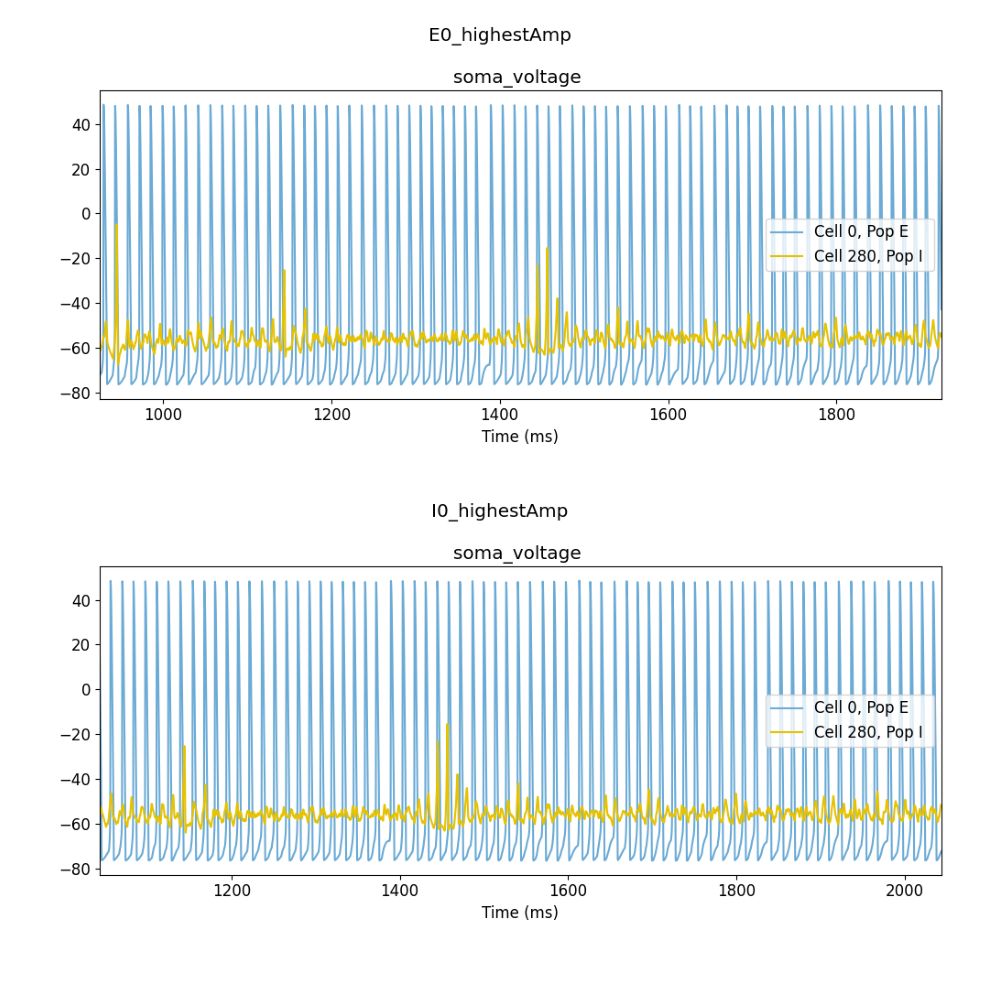 E0_highestAmp
soma_voltage
40
20
0
−20
−40
−60
−80
Cell 0, Pop E
Cell 280, Pop I
1000 1200 1400 1600 1800
Time (ms)
I0_highestAmp
soma_voltage
40
20
0
−20
−40
−60
−80
Cell 0, Pop E
Cell 280, Pop I
1200 1400 1600 1800 2000
Time (ms)